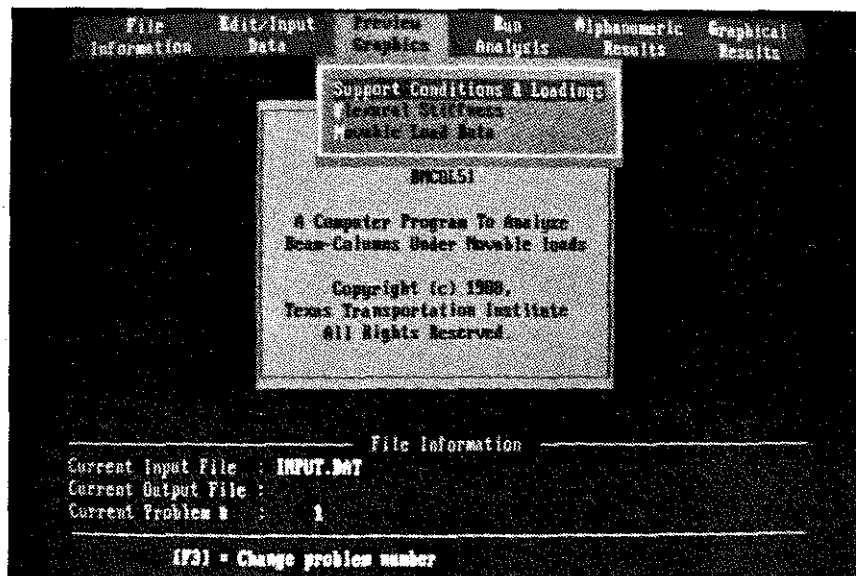 File Edit/Input Preview Run Alphanumeric Graphical
Information Data Graphics Analysis Results Results
Support Conditions & Loadings
Flexural Stiffness
Movable Load Data
BMCOL51
A Computer Program To Analyze
Beam-Columns Under Movable loads
Copyright (c) 1988,
Texas Transportation Institute
All Rights Reserved.
File Information
Current Input File : INPUT.DAT
Current Output File :
Current Problem # : 1
[F3] = Change problem number